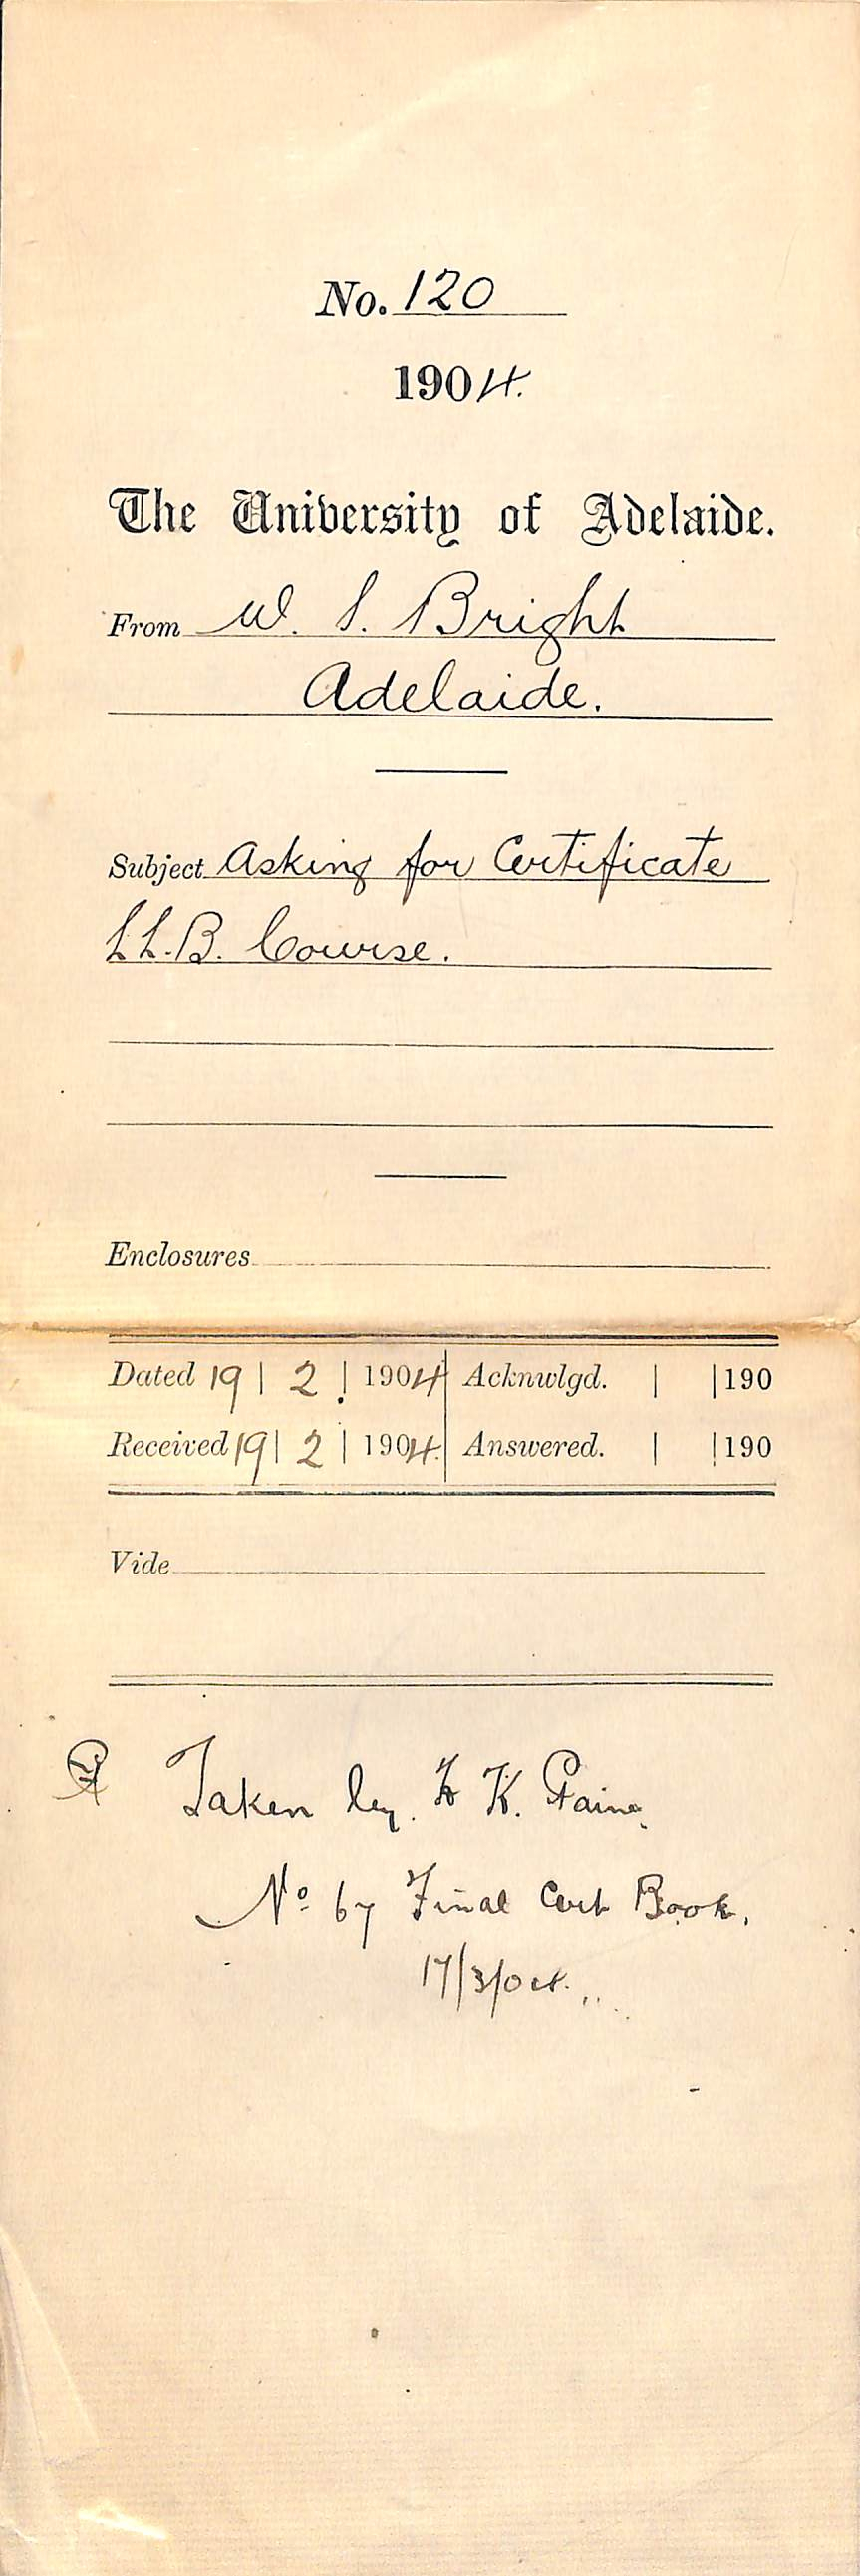 No. 120
1904.
The University of Adelaide.
From W. S. Bright
Adelaide.
Subject Asking for Certificate
LL.B. Course.
Enclosures
Dated 19 | 2 | 1904 Acknwlgd. | | 190
Received 19 | 2 | 1904. Answered. | | 190
Vide
Taken by K. Paine
No 67 Final Cert Book.
17/3/04.